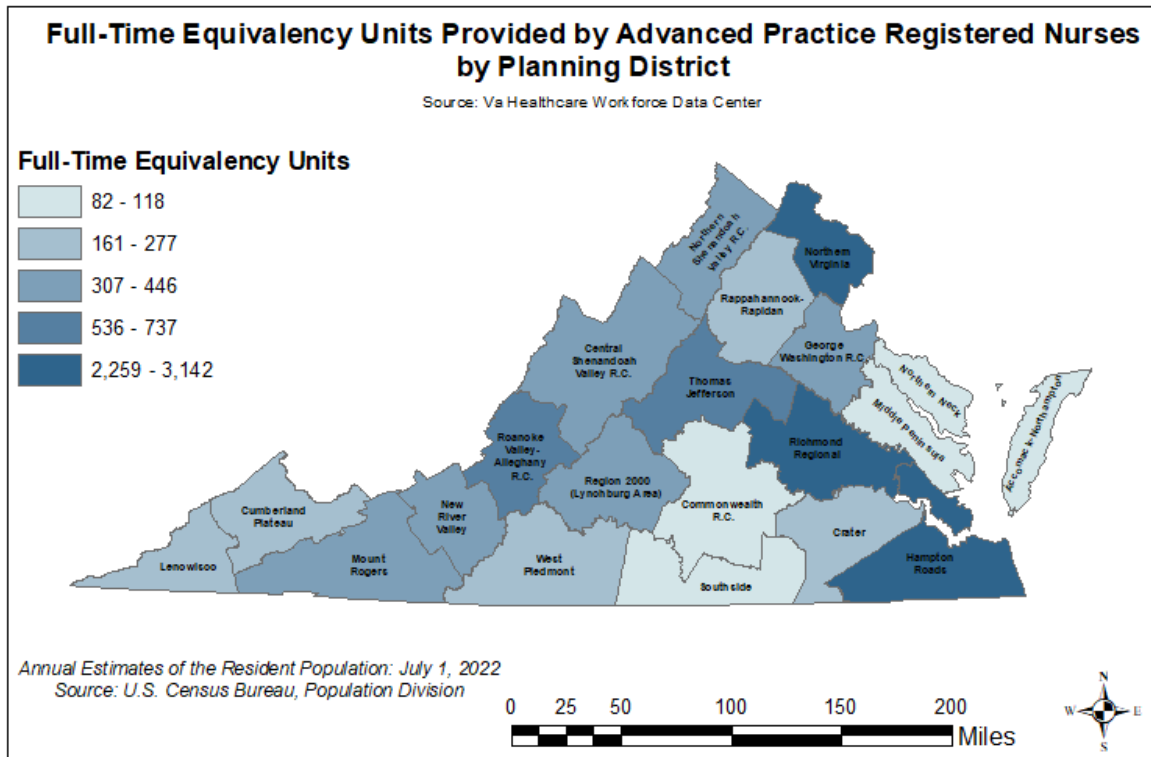 Full-Time Equivalency Units Provided by Advanced Practice Registered Nurses
by Planning District
Source: Va Healthcare Workforce Data Center
Full-Time Equivalency Units
82 - 118
161 - 277
307 - 446
536 - 737
2,259 - 3,142
Northern
Shenandoah
Valley R.C.
Northern
Virginia
Rappahannock-
Rapidan
Central
Shenandoah
Valley R.C.
George
Washington R.C.
Northern Neck
Thomas
Jefferson
Middle Peninsula
Accomack-Northampton
Roanoke
Valley-
Alleghany
R.C.
Richmond
Regional
Region 2000
(Lynchburg Area)
Commonwealth
R.C.
Cumberland
Plateau
New
River
Valley
Crater
Lenowisco
Mount
Rogers
West
Piedmont
Hampton
Roads
Southside
Annual Estimates of the Resident Population: July 1, 2022
Source: U.S. Census Bureau, Population Division
0 25 50 100 150 200
Miles
N
W E
S